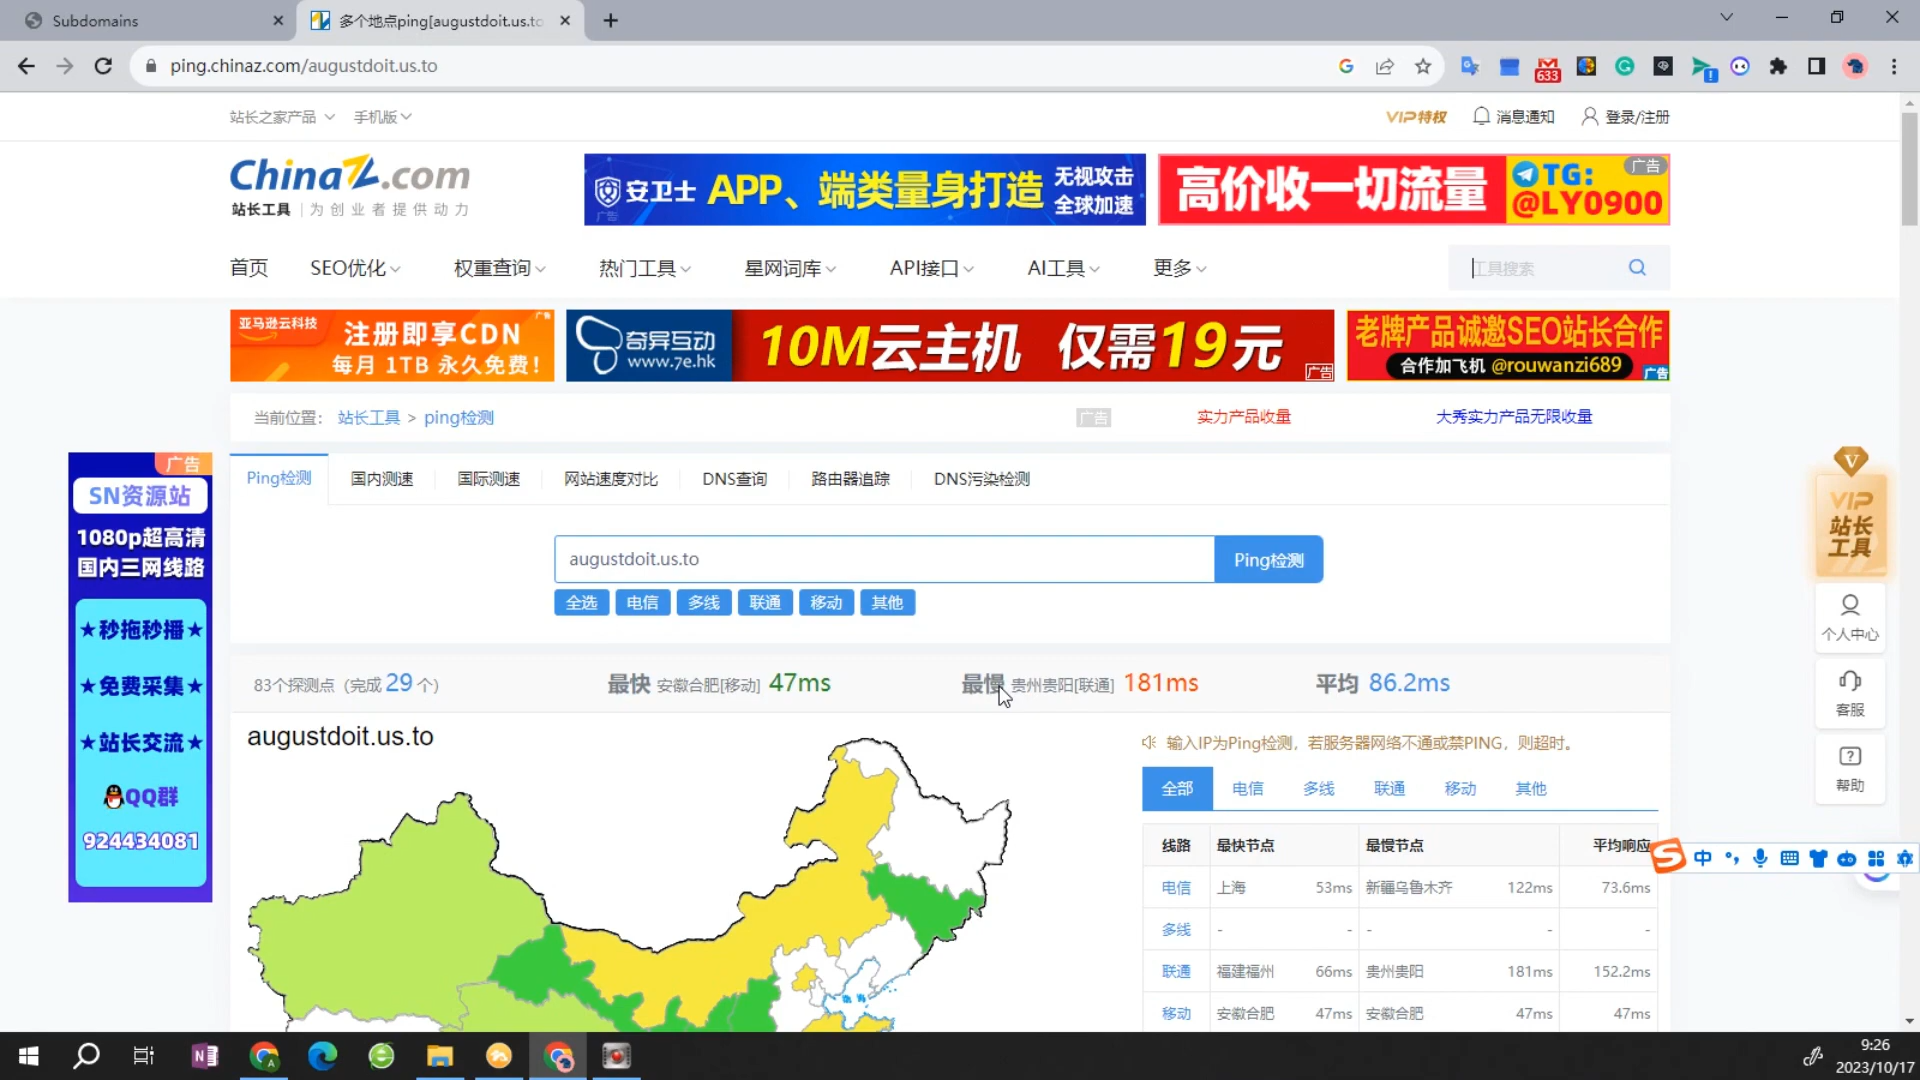 Subdomains
多个地点ping[augustdoit.us.to
ping.chinaz.com/augustdoit.us.to
633
站长之家产品
手机版
VIP特权
消息通知
登录/注册
ChinaZ.com
站长工具 | 为创业者提供动力
安卫士 APP、端类量身打造
无视攻击
全球加速
广告
高价收一切流量
广告
TG:
@LY0900
首页
SEO优化
权重查询
热门工具
星网词库
API接口
AI工具
更多
工具搜索
亚马逊云科技
广告
注册即享CDN
每月 1TB 永久免费!
奇异互动
www.7e.hk
10M云主机 仅需19元
广告
老牌产品诚邀SEO站长合作
合作加飞机 @rouwanzi689
广告
当前位置: 站长工具 > ping检测
广告
实力产品收量
大秀实力产品无限收量
Ping检测
国内测速
国际测速
网站速度对比
DNS查询
路由器追踪
DNS污染检测
augustdoit.us.to
Ping检测
全选
电信
多线
联通
移动
其他
83个探测点 (完成 29 个)
最快 安徽合肥[移动] 47ms
最慢 贵州贵阳[联通] 181ms
平均 86.2ms
augustdoit.us.to
渤 海
输入IP为Ping检测，若服务器网络不通或禁PING，则超时。
全部 电信 多线 联通 移动 其他
线路 最快节点 最慢节点 平均响应
电信 上海 53ms 新疆乌鲁木齐 122ms 73.6ms
多线 - - - - -
联通 福建福州 66ms 贵州贵阳 181ms 152.2ms
移动 安徽合肥 47ms 安徽合肥 47ms 47ms
广告
SN资源站
1080p超高清
国内三网线路
★秒拖秒播★
★免费采集★
★站长交流★
QQ群
924434081
V
VIP
站长
工具
个人中心
客服
帮助
中
9:26
2023/10/17